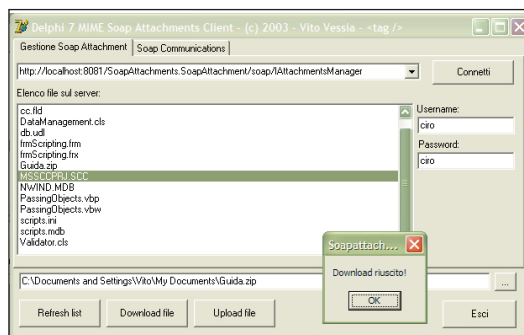 Delphi 7 MIME Soap Attachments Client - (c) 2003 - Vito Vessia - <tag />
Gestione Soap Attachment
Soap Communications
http://localhost:8081/SoapAttachments.SoapAttachment/soap/IAttachmentsManager
Connetti
Elenco file sul server:
cc.fld
DataManagement.cls
db.udl
frmScripting.frm
frmScripting.frx
Guida.zip
MSSCCPRJ.SCC
NWIND.MDB
PassingObjects.vbp
PassingObjects.vbw
scripts.ini
scripts.mdb
Validator.cls
Username:
ciro
Password:
ciro
Soapattach...
Download riuscito!
OK
C:\Documents and Settings\Vito\My Documents\Guida.zip
...
Refresh list
Download file
Upload file
Esci